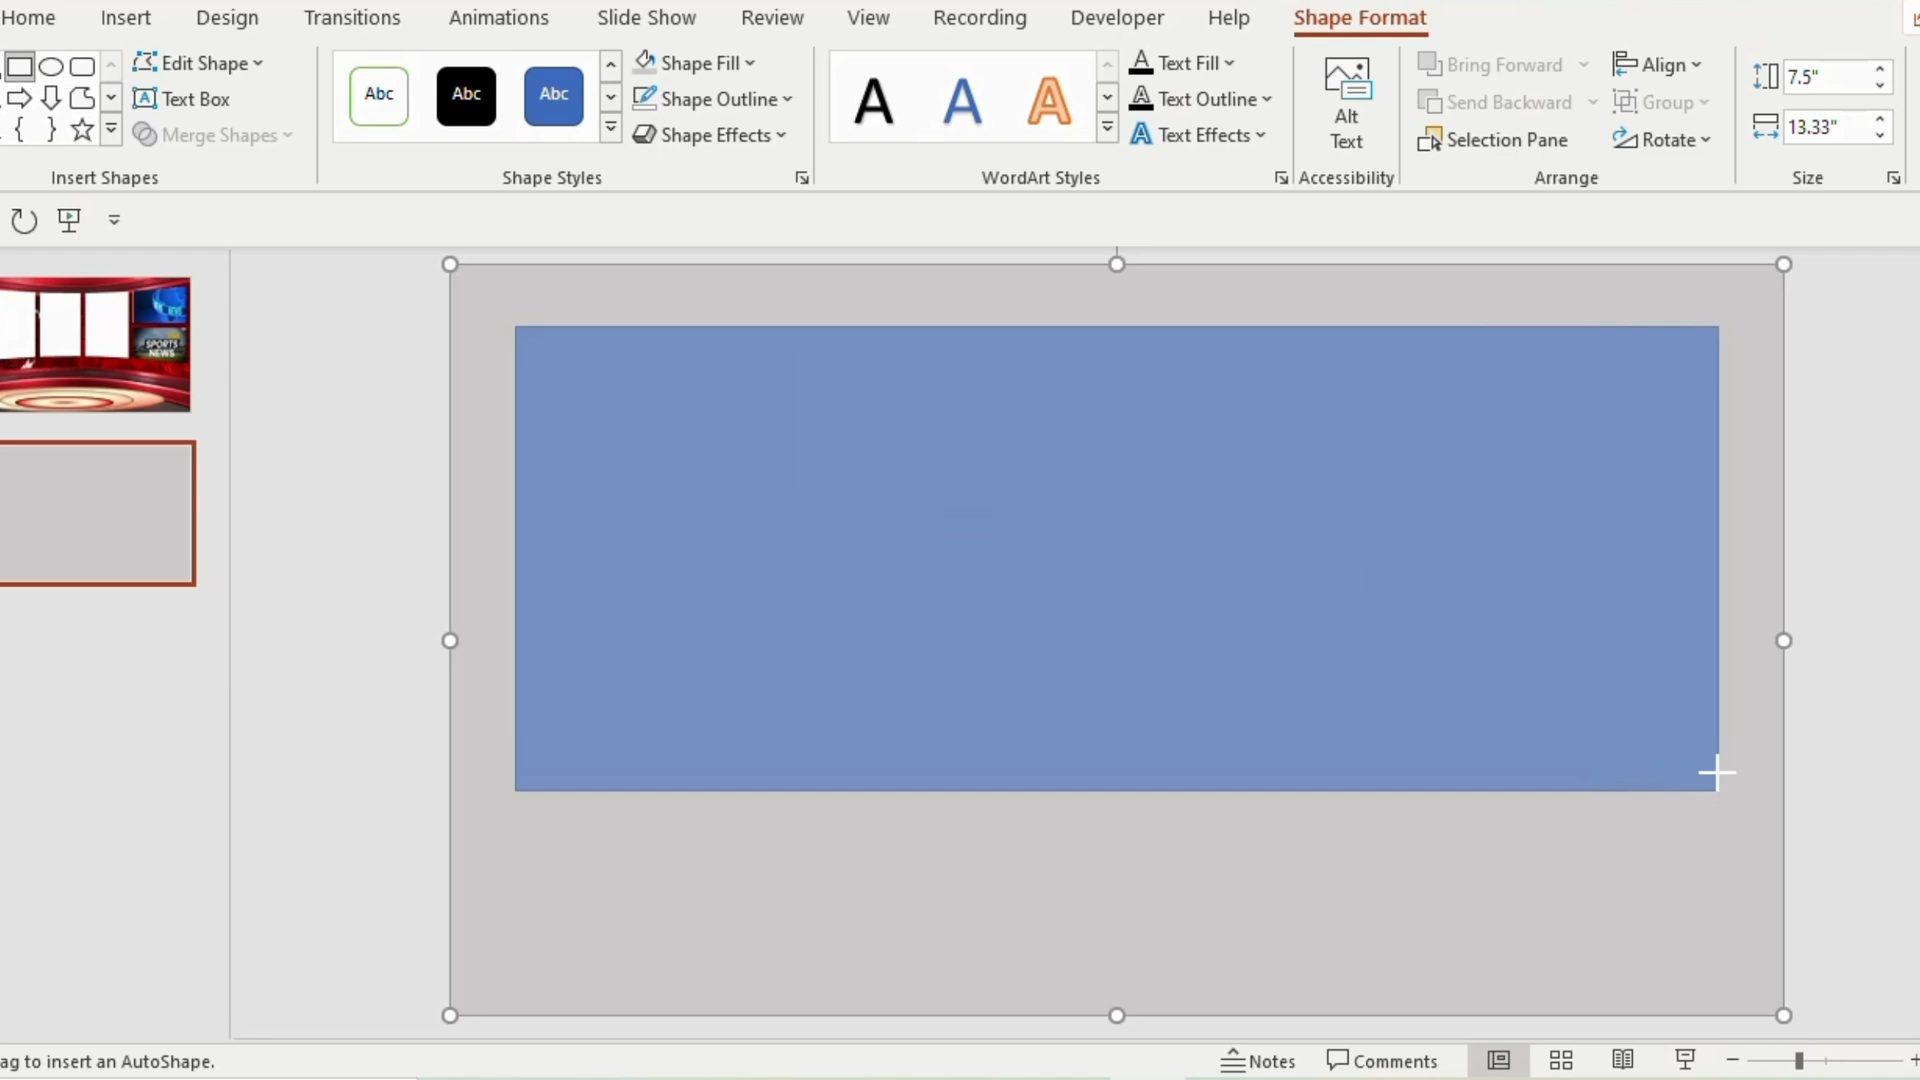 Home Insert Design Transitions Animations Slide Show Review View Recording Developer Help Shape Format
Edit Shape
Text Box
Merge Shapes
Insert Shapes
Abc Abc Abc
Shape Fill
Shape Outline
Shape Effects
Shape Styles
A A A
Text Fill
Text Outline
Text Effects
WordArt Styles
Alt
Text
Accessibility
Bring Forward
Send Backward
Selection Pane
Align
Group
Rotate
Arrange
7.5"
13.33"
Size
SPORTS
NEWS
ag to insert an AutoShape.
Notes
Comments